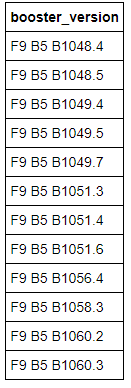 booster_version
F9 B5 B1048.4
F9 B5 B1048.5
F9 B5 B1049.4
F9 B5 B1049.5
F9 B5 B1049.7
F9 B5 B1051.3
F9 B5 B1051.4
F9 B5 B1051.6
F9 B5 B1056.4
F9 B5 B1058.3
F9 B5 B1060.2
F9 B5 B1060.3